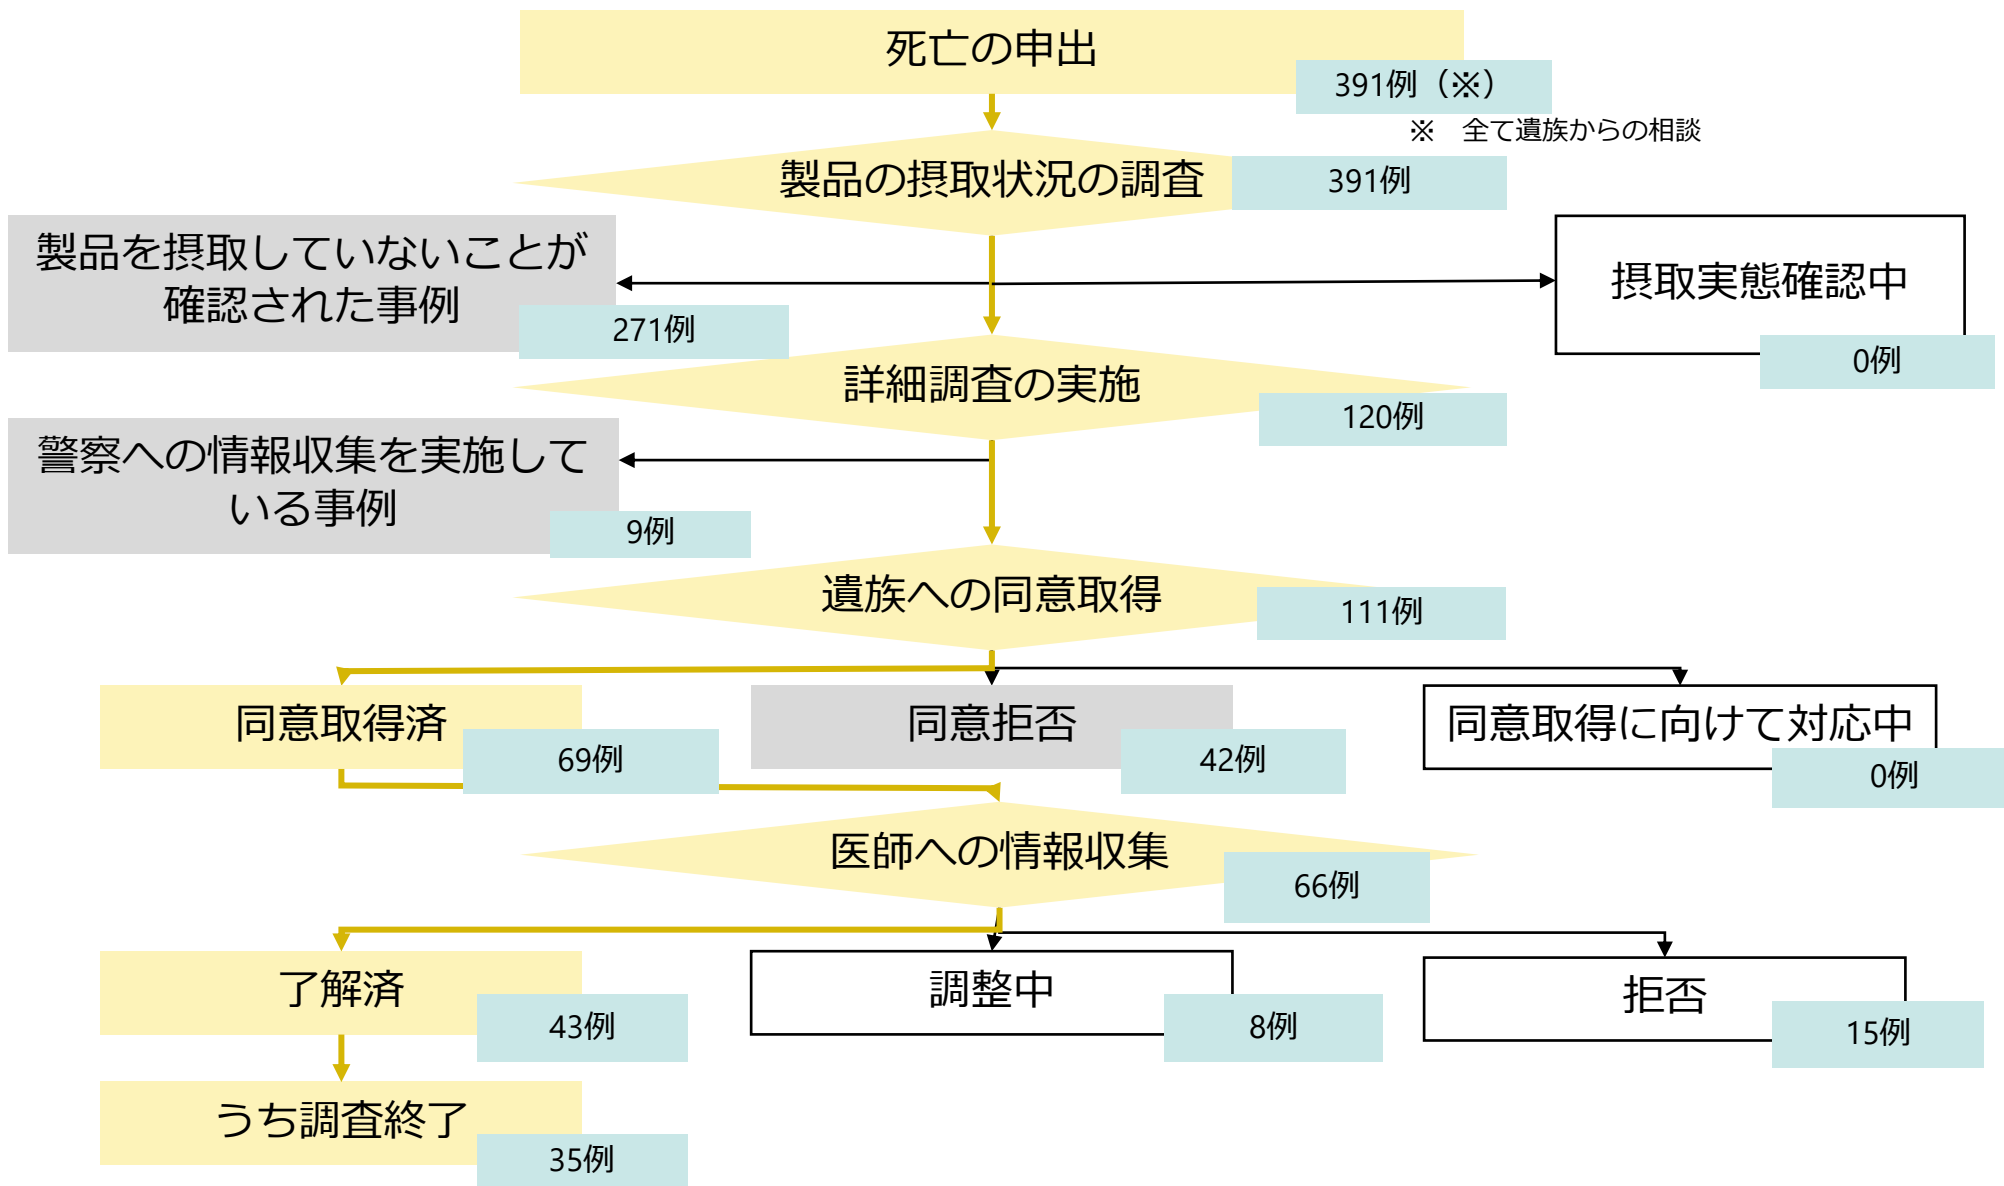 死亡の申出
391例（※）
※　全て遺族からの相談
製品の摂取状況の調査
391例
製品を摂取していないことが
確認された事例
271例
摂取実態確認中
0例
詳細調査の実施
120例
警察への情報収集を実施して
いる事例
9例
遺族への同意取得
111例
同意取得済
69例
同意拒否
42例
同意取得に向けて対応中
0例
医師への情報収集
66例
了解済
43例
調整中
8例
拒否
15例
うち調査終了
35例